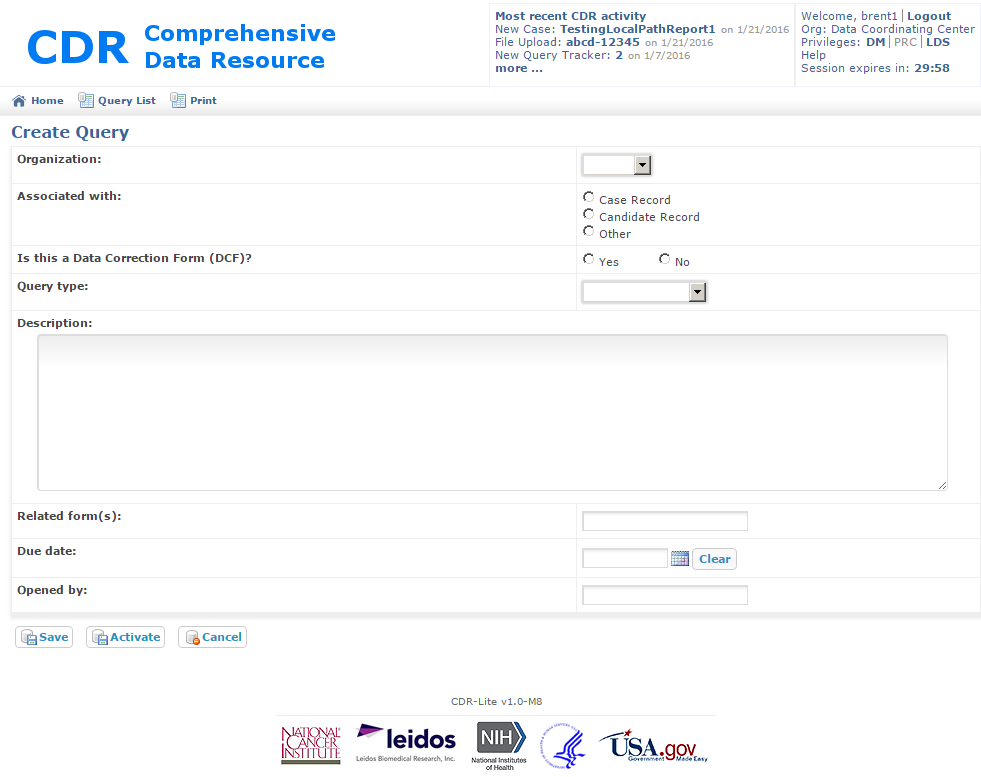 CDR Comprehensive
Data Resource
Most recent CDR activity
New Case: TestingLocalPathReport1 on 1/21/2016
File Upload: abcd-12345 on 1/21/2016
New Query Tracker: 2 on 1/7/2016
more ...
Welcome, brent1 | Logout
Org: Data Coordinating Center
Privileges: DM | PRC | LDS
Help
Session expires in: 29:58
Home Query List Print
Create Query
Organization:
Associated with:
Case Record
Candidate Record
Other
Is this a Data Correction Form (DCF)?
Yes No
Query type:
Description:
Related form(s):
Due date:
Clear
Opened by:
Save Activate Cancel
CDR-Lite v1.0-M8
NATIONAL
CANCER
INSTITUTE
leidos
Leidos Biomedical Research, Inc.
NIH
National Institutes
of Health
USA.gov
Government Made Easy